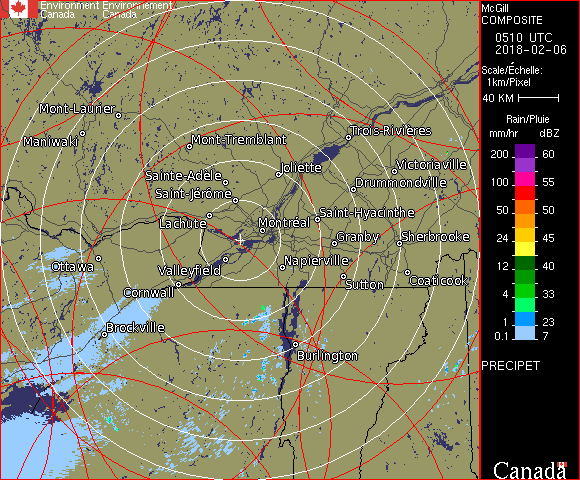 Environment Environnement
Canada Canada
McGill
COMPOSITE
0510 UTC
2018-02-06
Scale/Échelle:
1km/Pixel
40 KM
Rain/Pluie
mm/hr dBZ
200 60
150 57
100 55
50 50
24 45
12 40
4 33
1 23
0.1 7
PRECIPET
Canada
Mont-Laurier
Maniwaki
Mont-Tremblant
Trois-Rivières
Sainte-Adèle
Joliette
Victoriaville
Saint-Jérôme
Drummondville
Lachute
Montréal
Saint-Hyacinthe
Granby
Sherbrooke
Ottawa
Valleyfield
Napierville
Cornwall
Sutton
Coaticook
Brockville
Burlington